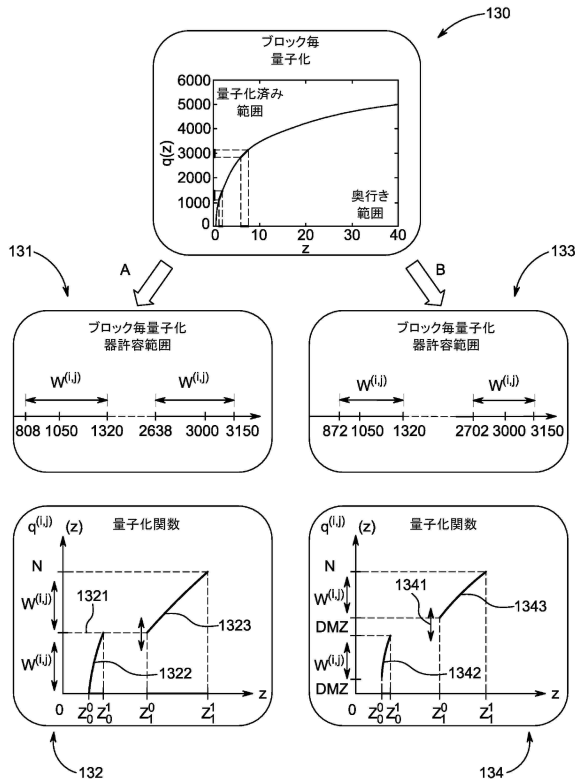 130
ブロック毎
量子化
6000
5000
4000
3000
2000
1000
0
q(z)
量子化済み
範囲
奥行き
範囲
0
10
20
30
40
z
A
B
131
ブロック毎量子化
器許容範囲
W(i,j)
W(i,j)
808 1050 1320 2638 3000 3150
133
ブロック毎量子化
器許容範囲
W(i,j)
W(i,j)
872 1050 1320 2702 3000 3150
q(i,j) (z) 量子化関数
N
W(i,j)
1321
1323
W(i,j)
1322
0 Z00 Z10 Z01 Z11 z
132
q(i,j) (z) 量子化関数
N
W(i,j)
1341
1343
DMZ
W(i,j)
1342
DMZ
0 Z00 Z10 Z01 Z11 z
134